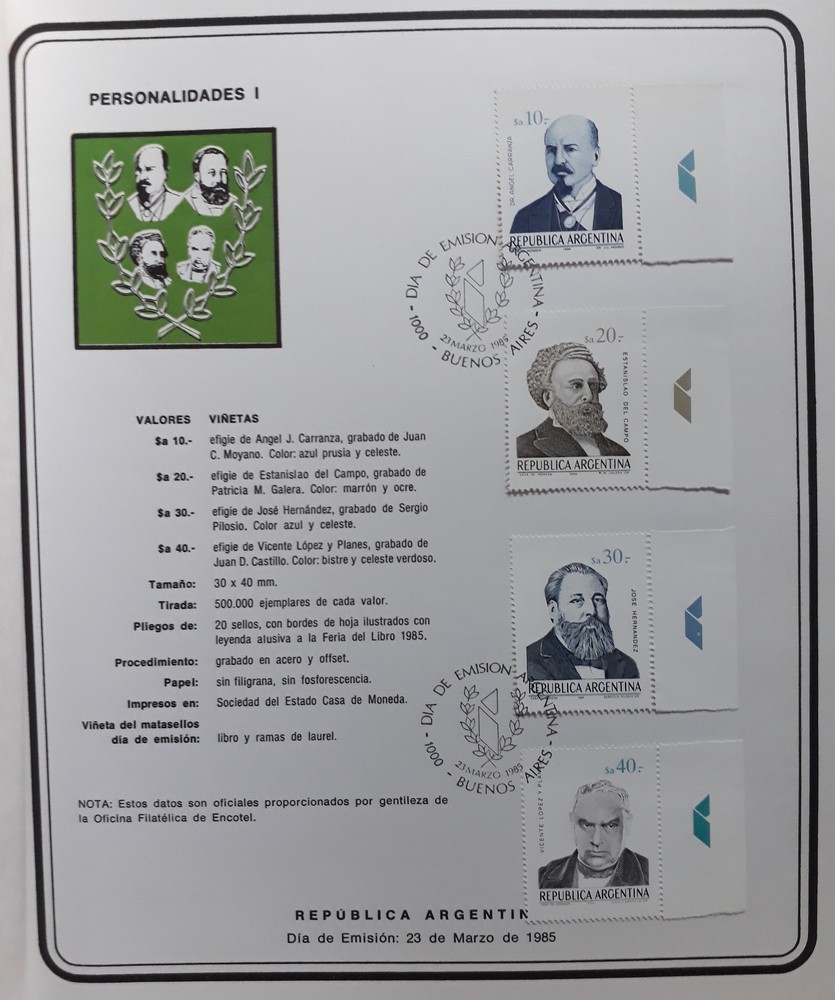 PERSONALIDADES I
VALORES VIÑETAS
$a 10.- efigie de Angel J. Carranza, grabado de Juan
C. Moyano. Color: azul prusia y celeste.
$a 20.- efigie de Estanislao del Campo, grabado de
Patricia M. Galera. Color: marrón y ocre.
$a 30.- efigie de José Hernández, grabado de Sergio
Pilosio. Color azul y celeste.
$a 40.- efigie de Vicente López y Planes, grabado de
Juan D. Castillo. Color: bistre y celeste verdoso.
Tamaño: 30 x 40 mm.
Tirada: 500.000 ejemplares de cada valor.
Pliegos de: 20 sellos, con bordes de hoja ilustrados con
leyenda alusiva a la Feria del Libro 1985.
Procedimiento: grabado en acero y offset.
Papel: sin filigrana, sin fosforescencia.
Impresos en: Sociedad del Estado Casa de Moneda.
Viñeta del matasellos
día de emisión: libro y ramas de laurel.
NOTA: Estos datos son oficiales proporcionados por gentileza de
la Oficina Filatélica de Encotel.
$a 10.-
DR. ANGEL CARRANZA
REPUBLICA ARGENTINA
DIA DE EMISION ARGENTINA
23 MARZO 1985
1000 - BUENOS AIRES -
$a 20.-
ESTANISLAO DEL CAMPO
REPUBLICA ARGENTINA
$a 30.-
JOSE HERNANDEZ
REPUBLICA ARGENTINA
DIA DE EMISION ARGENTINA
23 MARZO 1985
1000 - BUENOS AIRES -
$a 40.-
VICENTE LOPEZ Y
REPUBLICA ARGENTINA
REPÚBLICA ARGENTIN
Día de Emisión: 23 de Marzo de 1985